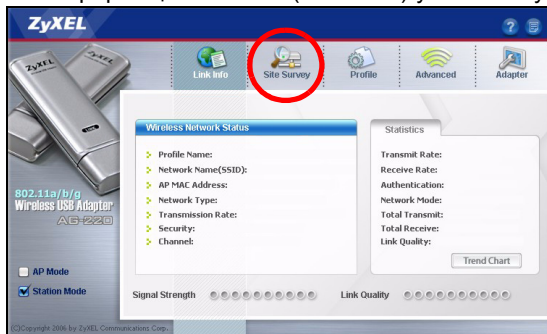 ZyXEL
Link Info
Site Survey
Profile
Advanced
Adapter
Wireless Network Status
Profile Name:
Network Name(SSID):
AP MAC Address:
Network Type:
Transmission Rate:
Security:
Channel:
Statistics
Transmit Rate:
Receive Rate:
Authentication:
Network Mode:
Total Transmit:
Total Receive:
Link Quality:
Trend Chart
802.11a/b/g
Wireless USB Adapter
AG-220
AP Mode
Station Mode
Signal Strength
Link Quality
(C)Copyright 2006 by ZyXEL Communications Corp.